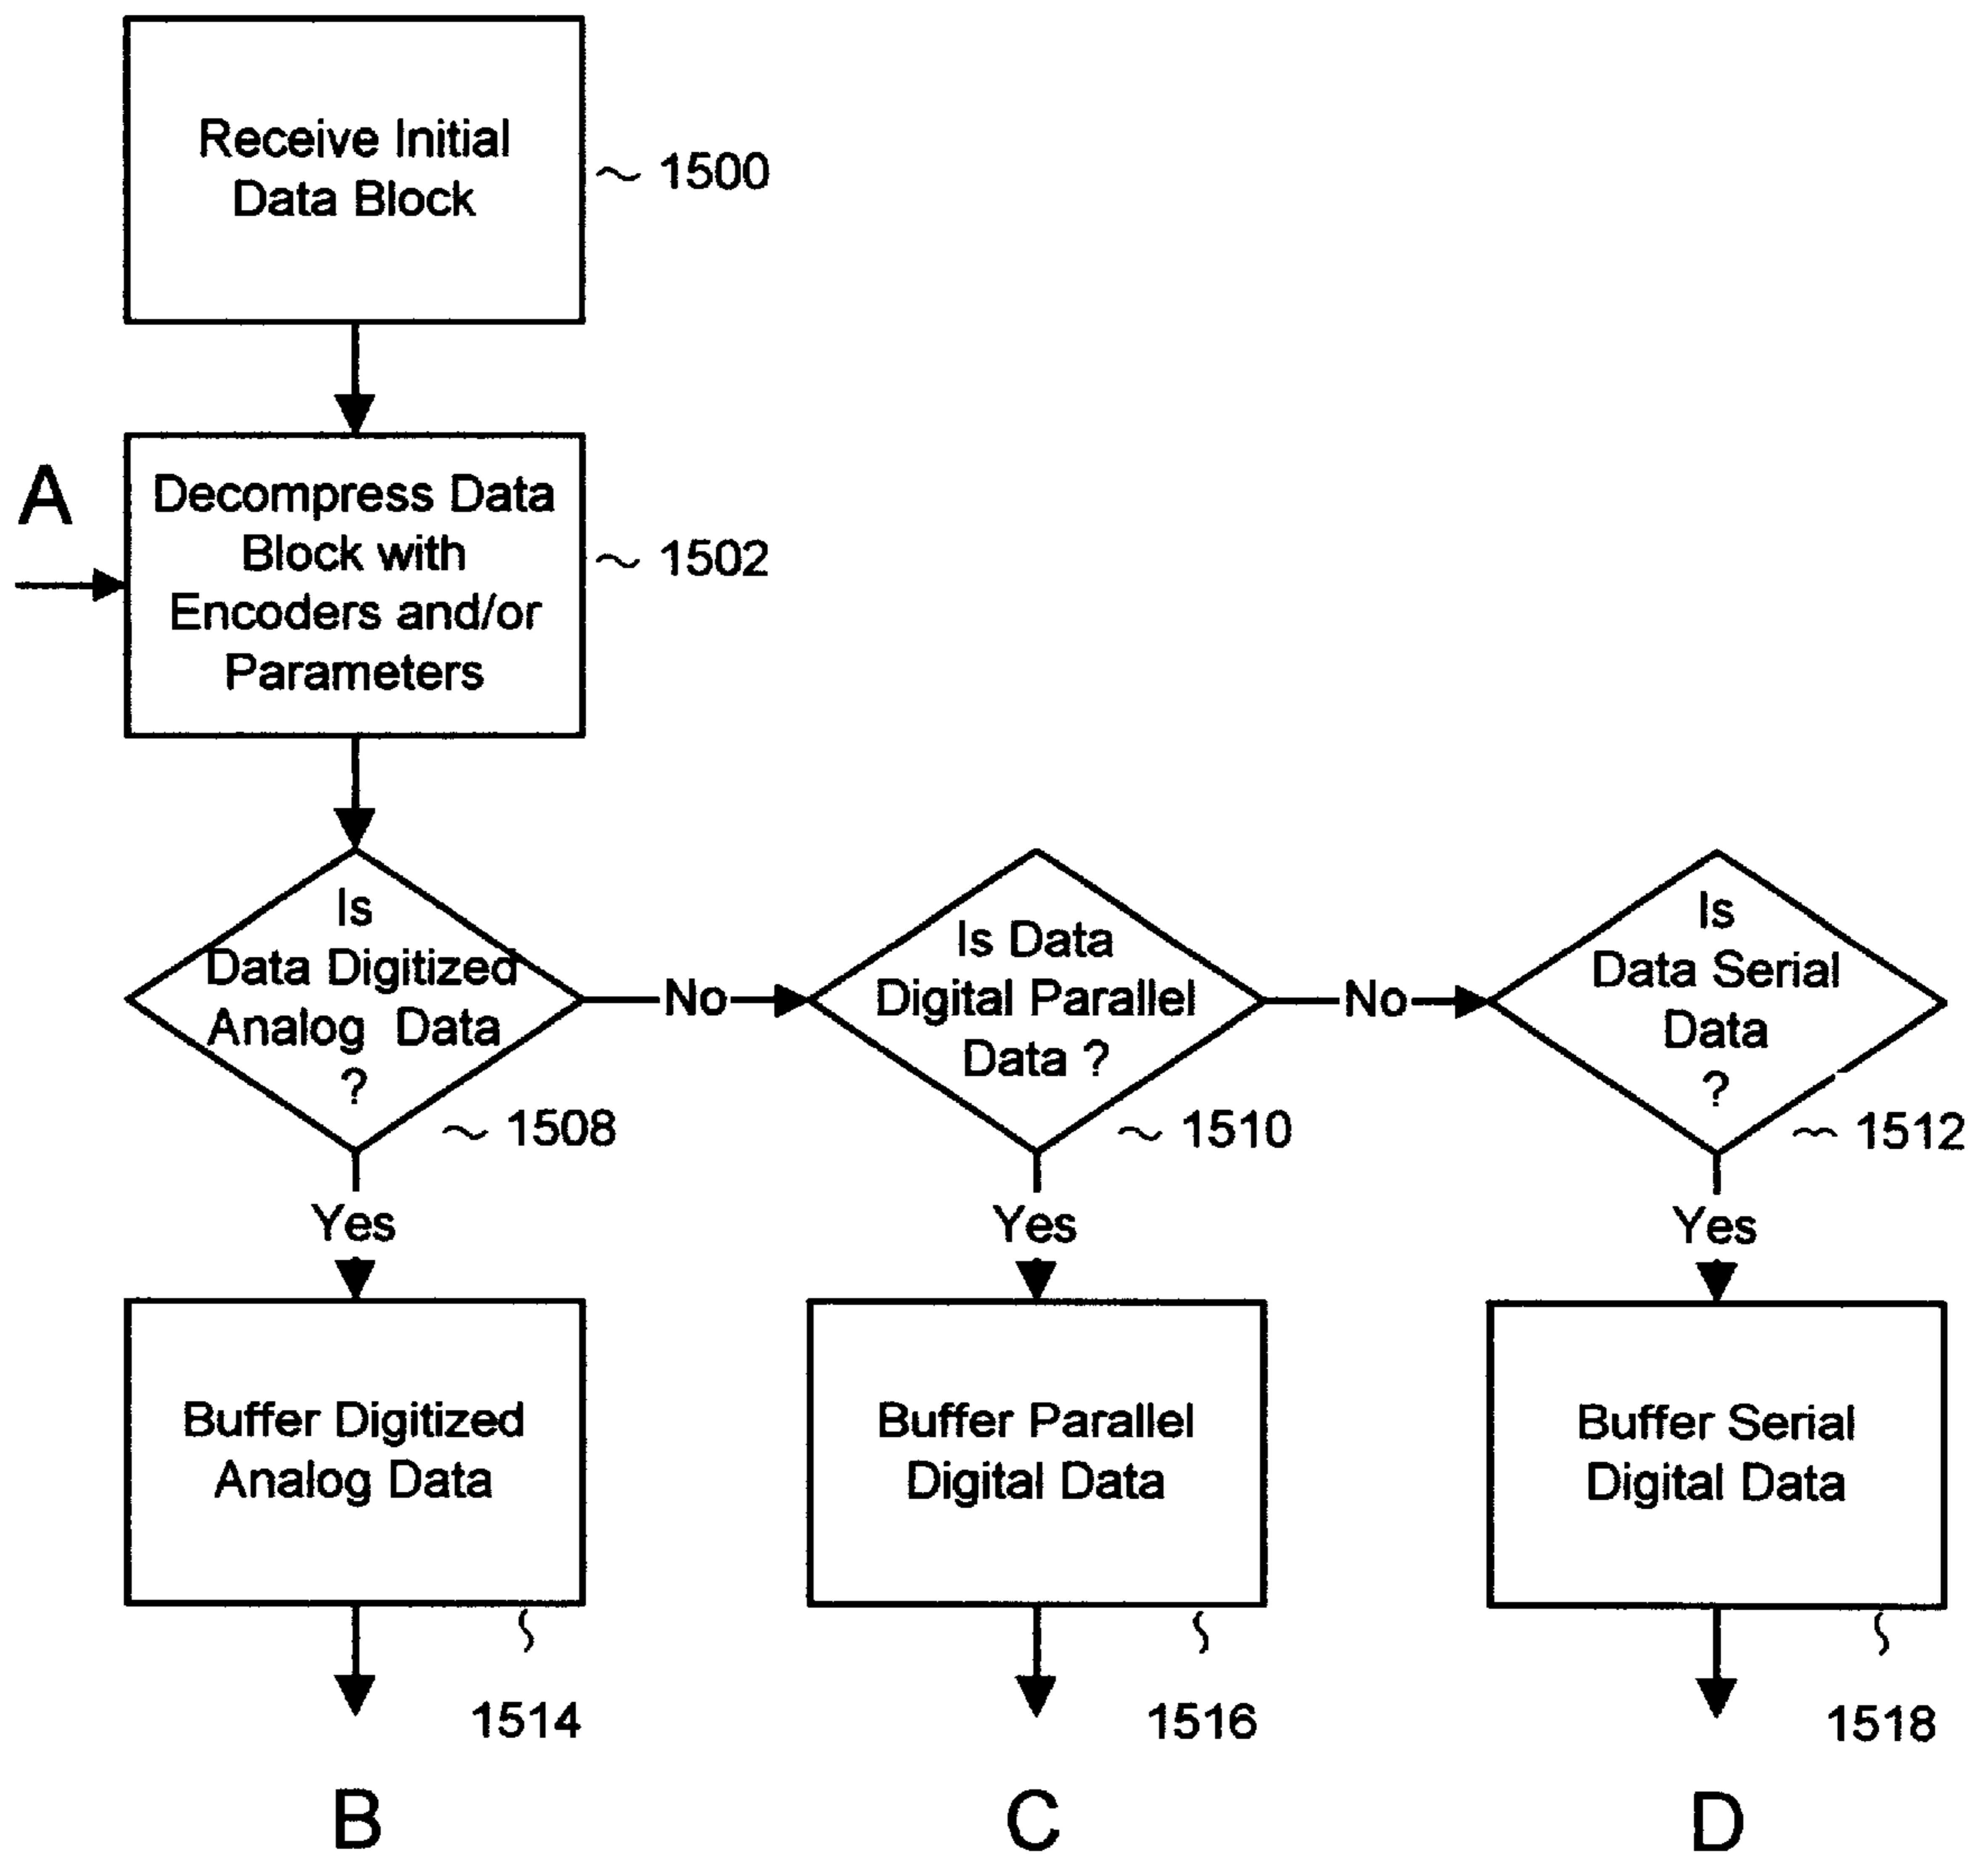 Receive Initial
Data Block
1500
A
Decompress Data
Block with
Encoders and/or
Parameters
1502
Is
Data Digitized
Analog Data
?
1508
No
Is Data
Digital Parallel
Data ?
1510
No
Is
Data Serial
Data
?
1512
Yes
Yes
Yes
Buffer Digitized
Analog Data
1514
Buffer Parallel
Digital Data
1516
Buffer Serial
Digital Data
1518
B
C
D